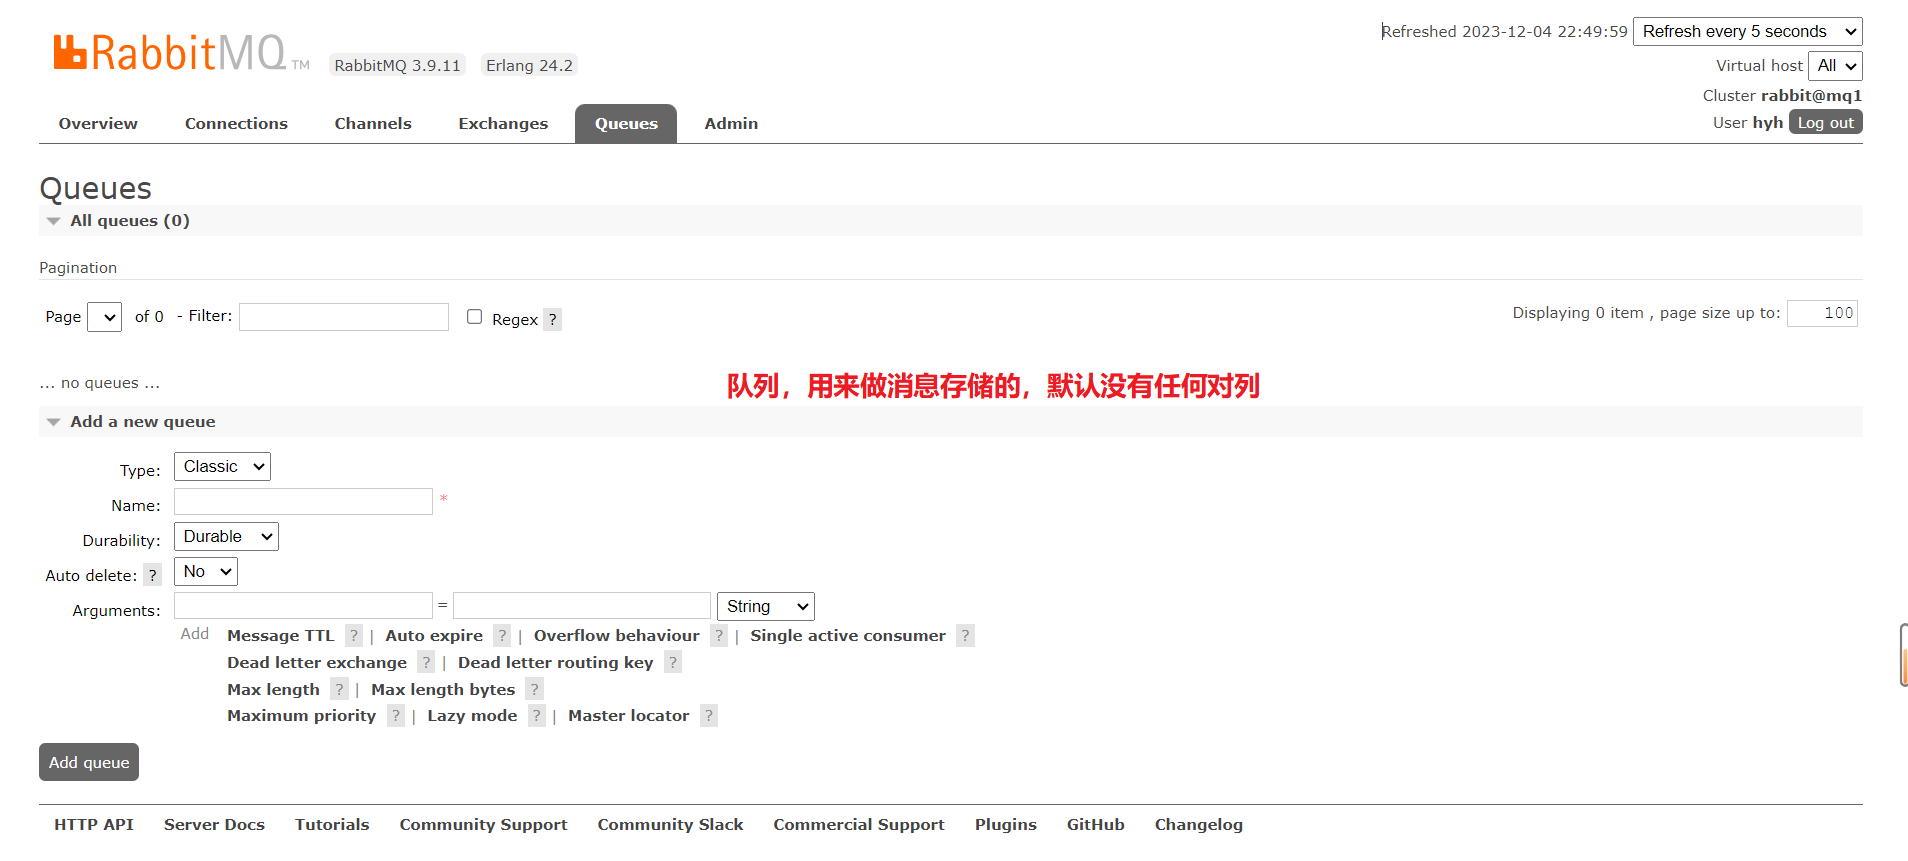 Refreshed 2023-12-04 22:49:59 Refresh every 5 seconds
RabbitMQ TM RabbitMQ 3.9.11 Erlang 24.2
Virtual host All
Cluster rabbit@mq1
User hyh Log out
Overview Connections Channels Exchanges Queues Admin
Queues
All queues (0)
Pagination
Page of 0 - Filter: Regex ? Displaying 0 item , page size up to: 100
... no queues ...
队列，用来做消息存储的，默认没有任何对列
Add a new queue
Type: Classic
Name: *
Durability: Durable
Auto delete: ? No
Arguments: = String
Add Message TTL ? | Auto expire ? | Overflow behaviour ? | Single active consumer ?
Dead letter exchange ? | Dead letter routing key ?
Max length ? | Max length bytes ?
Maximum priority ? | Lazy mode ? | Master locator ?
Add queue
HTTP API Server Docs Tutorials Community Support Community Slack Commercial Support Plugins GitHub Changelog